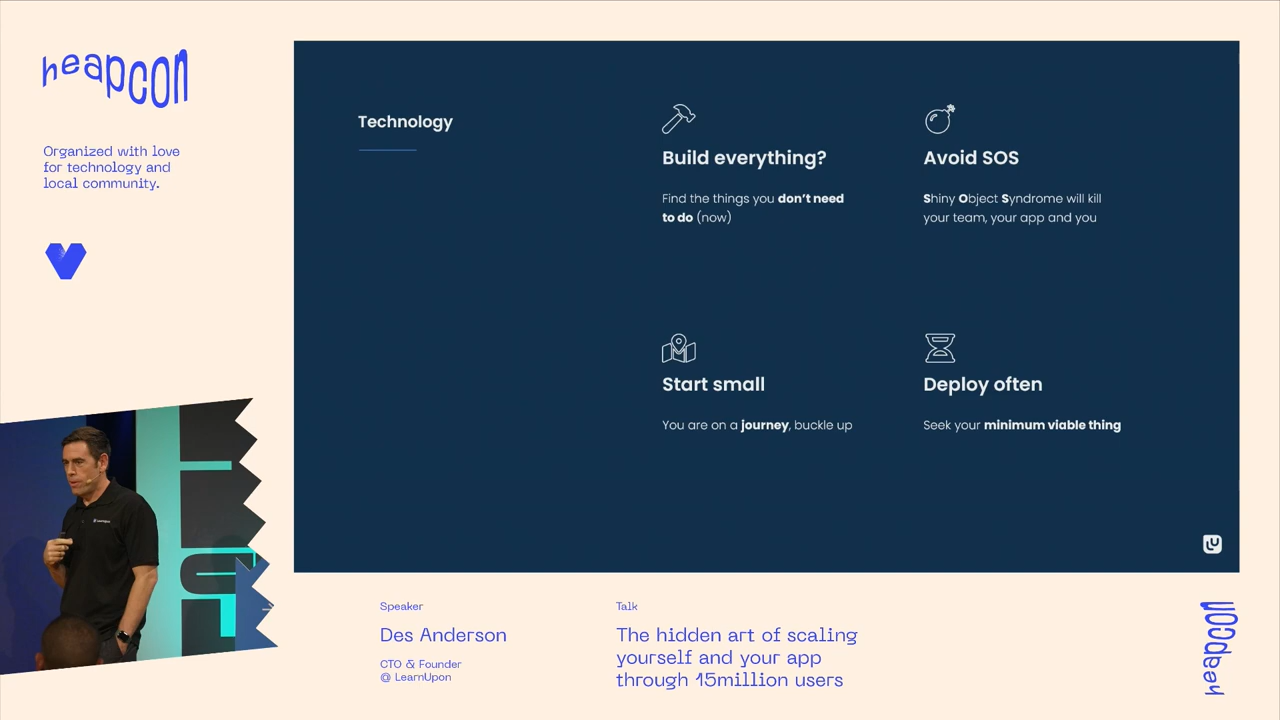 heapcon
Organized with love
for technology and
local community.
Technology
Build everything?
Find the things you don't need
to do (now)
Avoid SOS
Shiny Object Syndrome will kill
your team, your app and you
Start small
You are on a journey, buckle up
Deploy often
Seek your minimum viable thing
Speaker
Des Anderson
CTO & Founder
@ LearnUpon
Talk
The hidden art of scaling
yourself and your app
through 15million users
heapcon